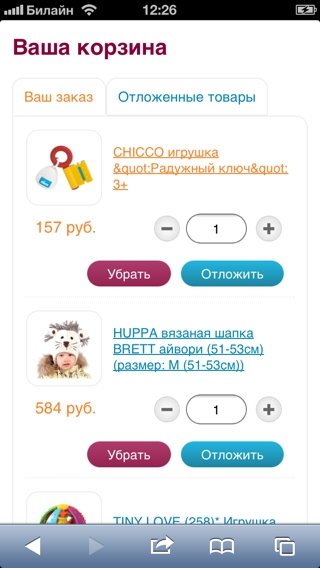 Билайн 12:26
Ваша корзина
Ваш заказ Отложенные товары
CHICCO игрушка
&quot;Радужный ключ&quot;
3+
157 руб. 1
Убрать Отложить
HUPPA вязаная шапка
BRETT айвори (51-53см)
(размер: M (51-53см))
584 руб. 1
Убрать Отложить
TINY LOVE (258)* Игрушка